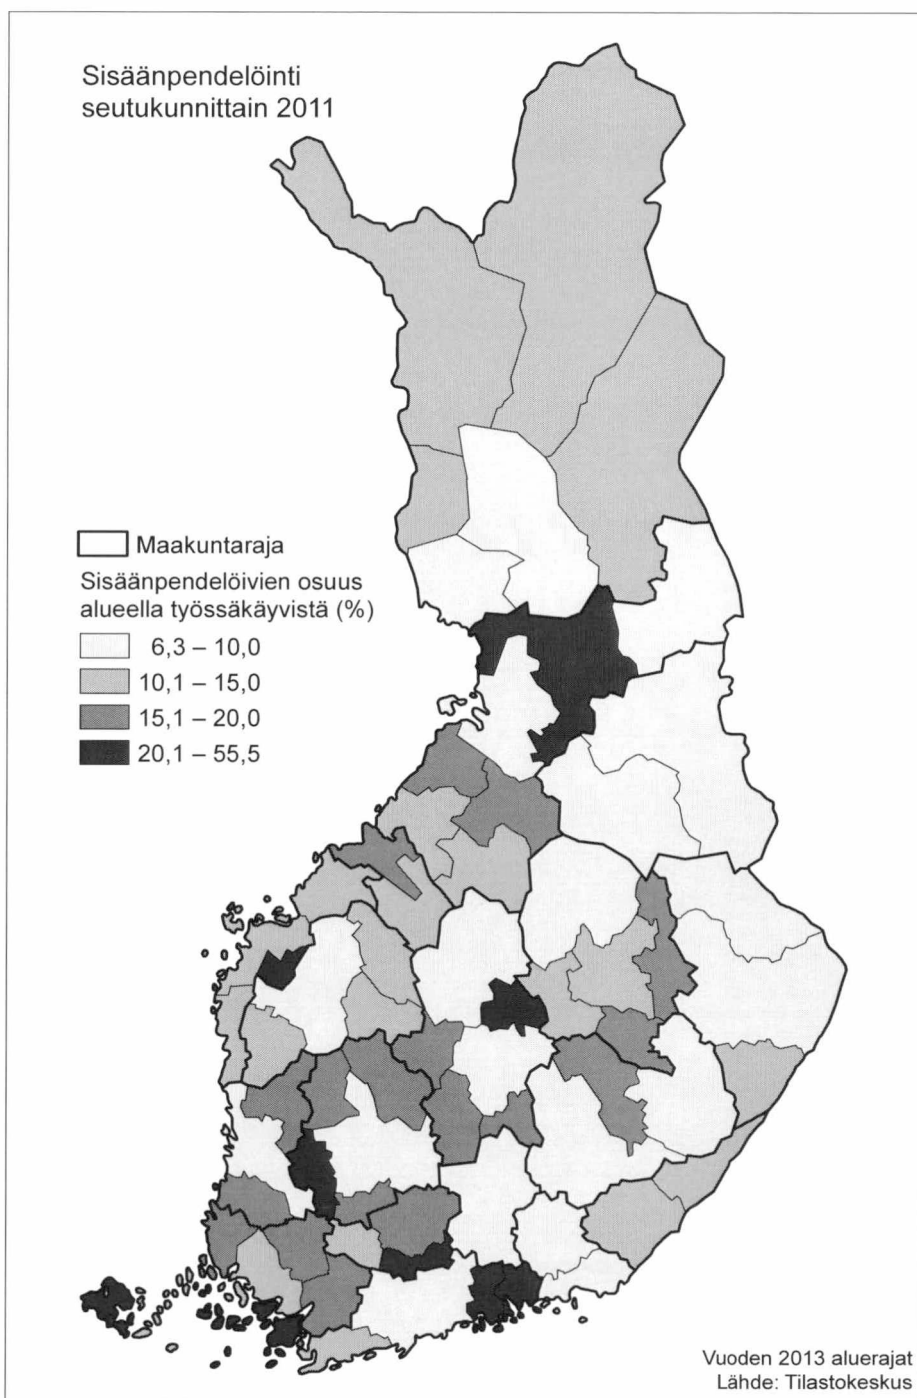 Sisäänpendelöinti
seutukunnittain 2011
Maakuntaraja
Sisäänpendelöivien osuus
alueella työssäkäyvistä (%)
6,3 – 10,0
10,1 – 15,0
15,1 – 20,0
20,1 – 55,5
Vuoden 2013 aluerajat
Lähde: Tilastokeskus